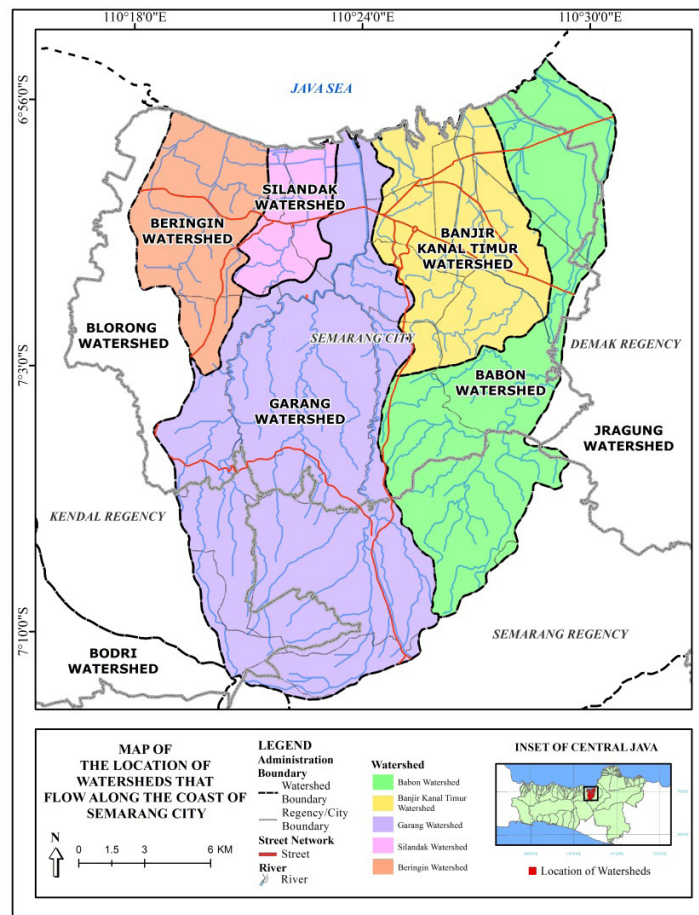 110°18'0"E
110°24'0"E
110°30'0"E
6°56'0"S
JAVA SEA
SILANDAK
WATERSHED
BERINGIN
WATERSHED
BANJIR
KANAL TIMUR
WATERSHED
BLORONG
WATERSHED
SEMARANG CITY
DEMAK REGENCY
7°3'0"S
BABON
WATERSHED
GARANG
WATERSHED
JRAGUNG
WATERSHED
KENDAL REGENCY
7°10'0"S
SEMARANG REGENCY
BODRI
WATERSHED
MAP OF
THE LOCATION OF
WATERSHEDS THAT
FLOW ALONG THE COAST OF
SEMARANG CITY
N
0 1.5 3 6 KM
LEGEND
Administration
Boundary
Watershed
Boundary
Regency/City
Boundary
Street Network
Street
River
River
Watershed
Babon Watershed
Banjir Kanal Timur
Watershed
Garang Watershed
Silandak Watershed
Beringin Watershed
INSET OF CENTRAL JAVA
Location of Watersheds